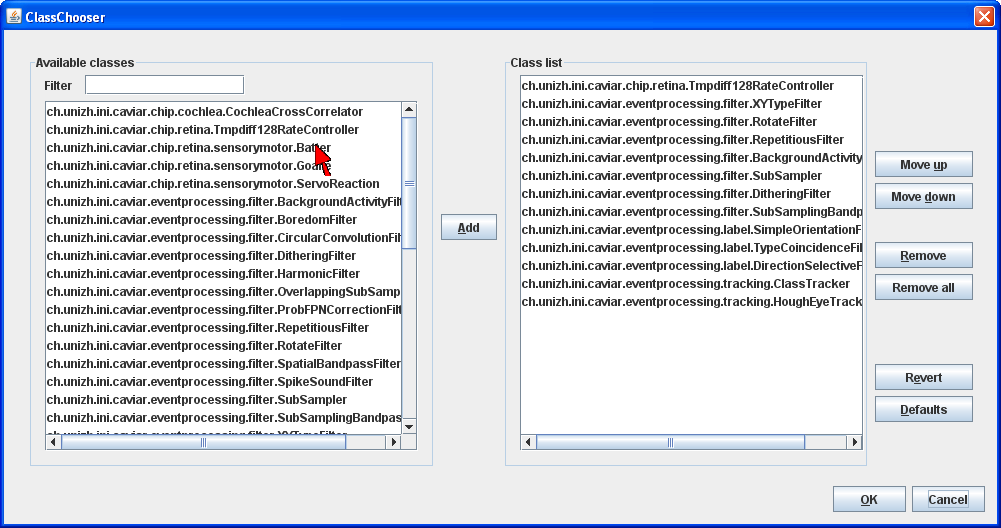 ClassChooser
Available classes
Filter
ch.unizh.ini.caviar.chip.cochlea.CochleaCrossCorrelator
ch.unizh.ini.caviar.chip.retina.Tmpdiff128RateController
ch.unizh.ini.caviar.chip.retina.sensorymotor.Batter
ch.unizh.ini.caviar.chip.retina.sensorymotor.Goalie
ch.unizh.ini.caviar.chip.retina.sensorymotor.ServoReaction
ch.unizh.ini.caviar.eventprocessing.filter.BackgroundActivityFilt
ch.unizh.ini.caviar.eventprocessing.filter.BoredomFilter
ch.unizh.ini.caviar.eventprocessing.filter.CircularConvolutionFilt
ch.unizh.ini.caviar.eventprocessing.filter.DitheringFilter
ch.unizh.ini.caviar.eventprocessing.filter.HarmonicFilter
ch.unizh.ini.caviar.eventprocessing.filter.OverlappingSubSamp
ch.unizh.ini.caviar.eventprocessing.filter.ProbFPNCorrectionFilt
ch.unizh.ini.caviar.eventprocessing.filter.RepetitiousFilter
ch.unizh.ini.caviar.eventprocessing.filter.RotateFilter
ch.unizh.ini.caviar.eventprocessing.filter.SpatialBandpassFilter
ch.unizh.ini.caviar.eventprocessing.filter.SpikeSoundFilter
ch.unizh.ini.caviar.eventprocessing.filter.SubSampler
ch.unizh.ini.caviar.eventprocessing.filter.SubSamplingBandpas
ch.unizh.ini.caviar.eventprocessing.filter.XYTypeFilter
Add
Class list
ch.unizh.ini.caviar.chip.retina.Tmpdiff128RateController
ch.unizh.ini.caviar.eventprocessing.filter.XYTypeFilter
ch.unizh.ini.caviar.eventprocessing.filter.RotateFilter
ch.unizh.ini.caviar.eventprocessing.filter.RepetitiousFilter
ch.unizh.ini.caviar.eventprocessing.filter.BackgroundActivity
ch.unizh.ini.caviar.eventprocessing.filter.SubSampler
ch.unizh.ini.caviar.eventprocessing.filter.DitheringFilter
ch.unizh.ini.caviar.eventprocessing.filter.SubSamplingBandp
ch.unizh.ini.caviar.eventprocessing.label.SimpleOrientationF
ch.unizh.ini.caviar.eventprocessing.label.TypeCoincidenceFil
ch.unizh.ini.caviar.eventprocessing.label.DirectionSelectiveF
ch.unizh.ini.caviar.eventprocessing.tracking.ClassTracker
ch.unizh.ini.caviar.eventprocessing.tracking.HoughEyeTrack
Move up
Move down
Remove
Remove all
Revert
Defaults
OK
Cancel